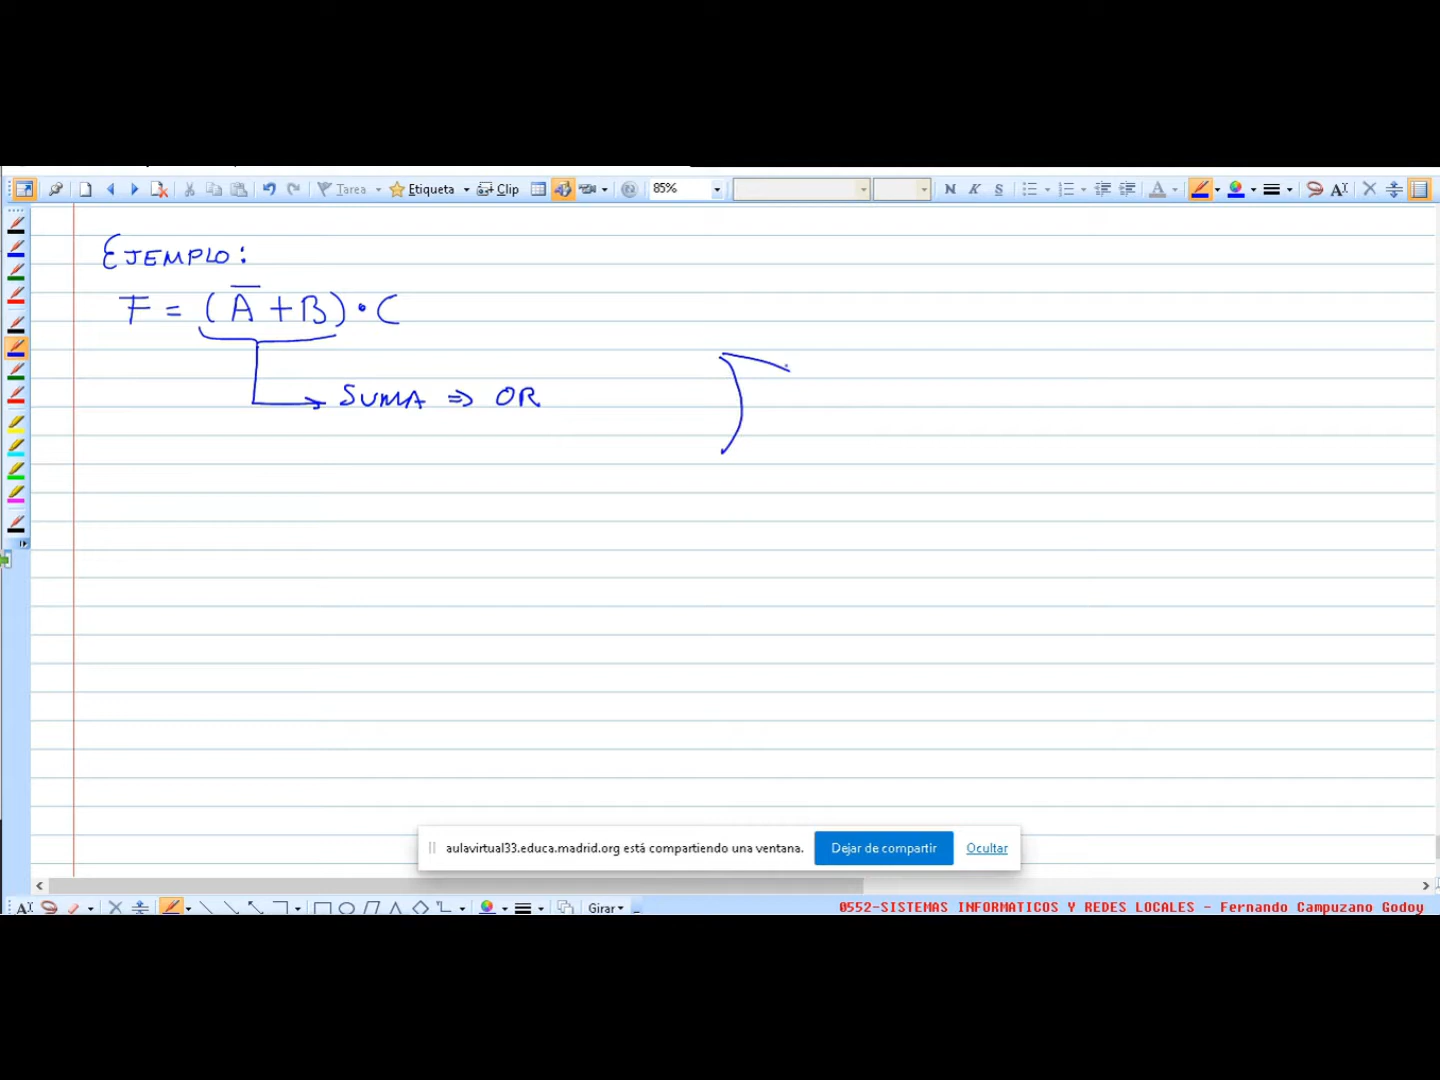 Tarea Etiqueta Clip 85% N K S
EJEMPLO:
F = (A̅ + B) · C
SUMA ⇒ OR
aulavirtual33.educa.madrid.org está compartiendo una ventana. Dejar de compartir Ocultar
Girar
0552-SISTEMAS INFORMATICOS Y REDES LOCALES - Fernando Campuzano Godoy